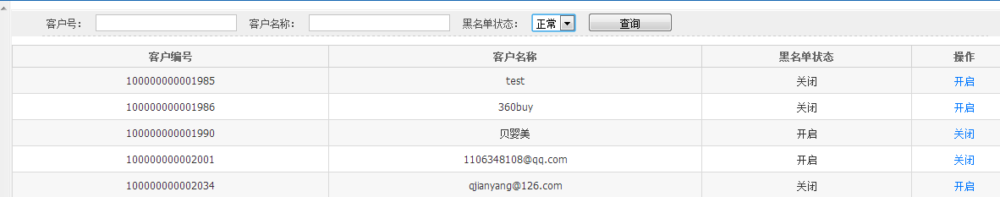 客户号： 客户名称： 黑名单状态： 正常 查询
客户编号 客户名称 黑名单状态 操作
100000000001985 test 关闭 开启
100000000001986 360buy 关闭 开启
100000000001990 贝婴美 开启 关闭
100000000002001 1106348108@qq.com 开启 关闭
100000000002034 qjianyang@126.com 关闭 开启